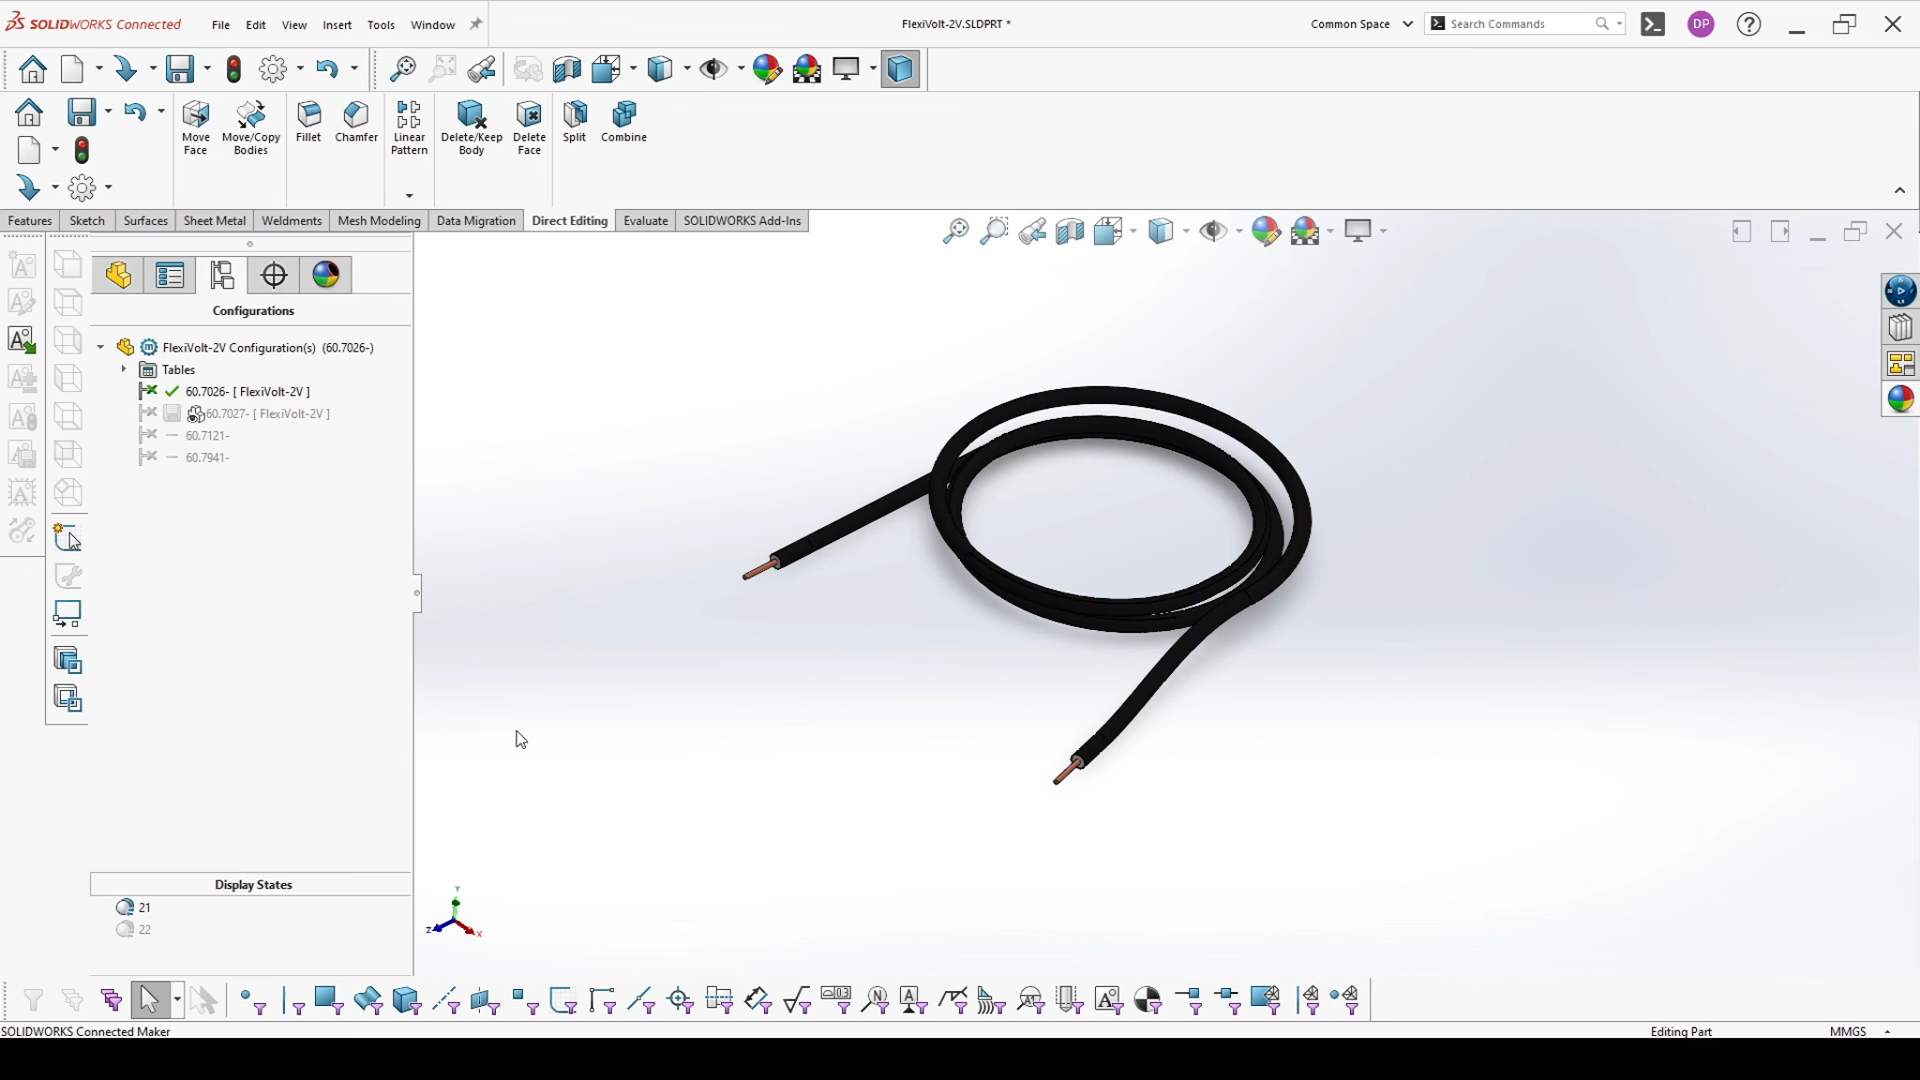 SOLIDWORKS Connected File Edit View Insert Tools Window FlexiVolt-2V.SLDPRT * Common Space Search Commands DP
Move Face
Move/Copy Bodies
Fillet
Chamfer
Linear Pattern
Delete/Keep Body
Delete Face
Split
Combine
Features Sketch Surfaces Sheet Metal Weldments Mesh Modeling Data Migration Direct Editing Evaluate SOLIDWORKS Add-Ins
Configurations
FlexiVolt-2V Configuration(s) (60.7026-)
Tables
60.7026- [ FlexiVolt-2V ]
60.7027- [ FlexiVolt-2V ]
60.7121-
60.7941-
Display States
21
22
Y
Z
X
SOLIDWORKS Connected Maker Editing Part MMGS